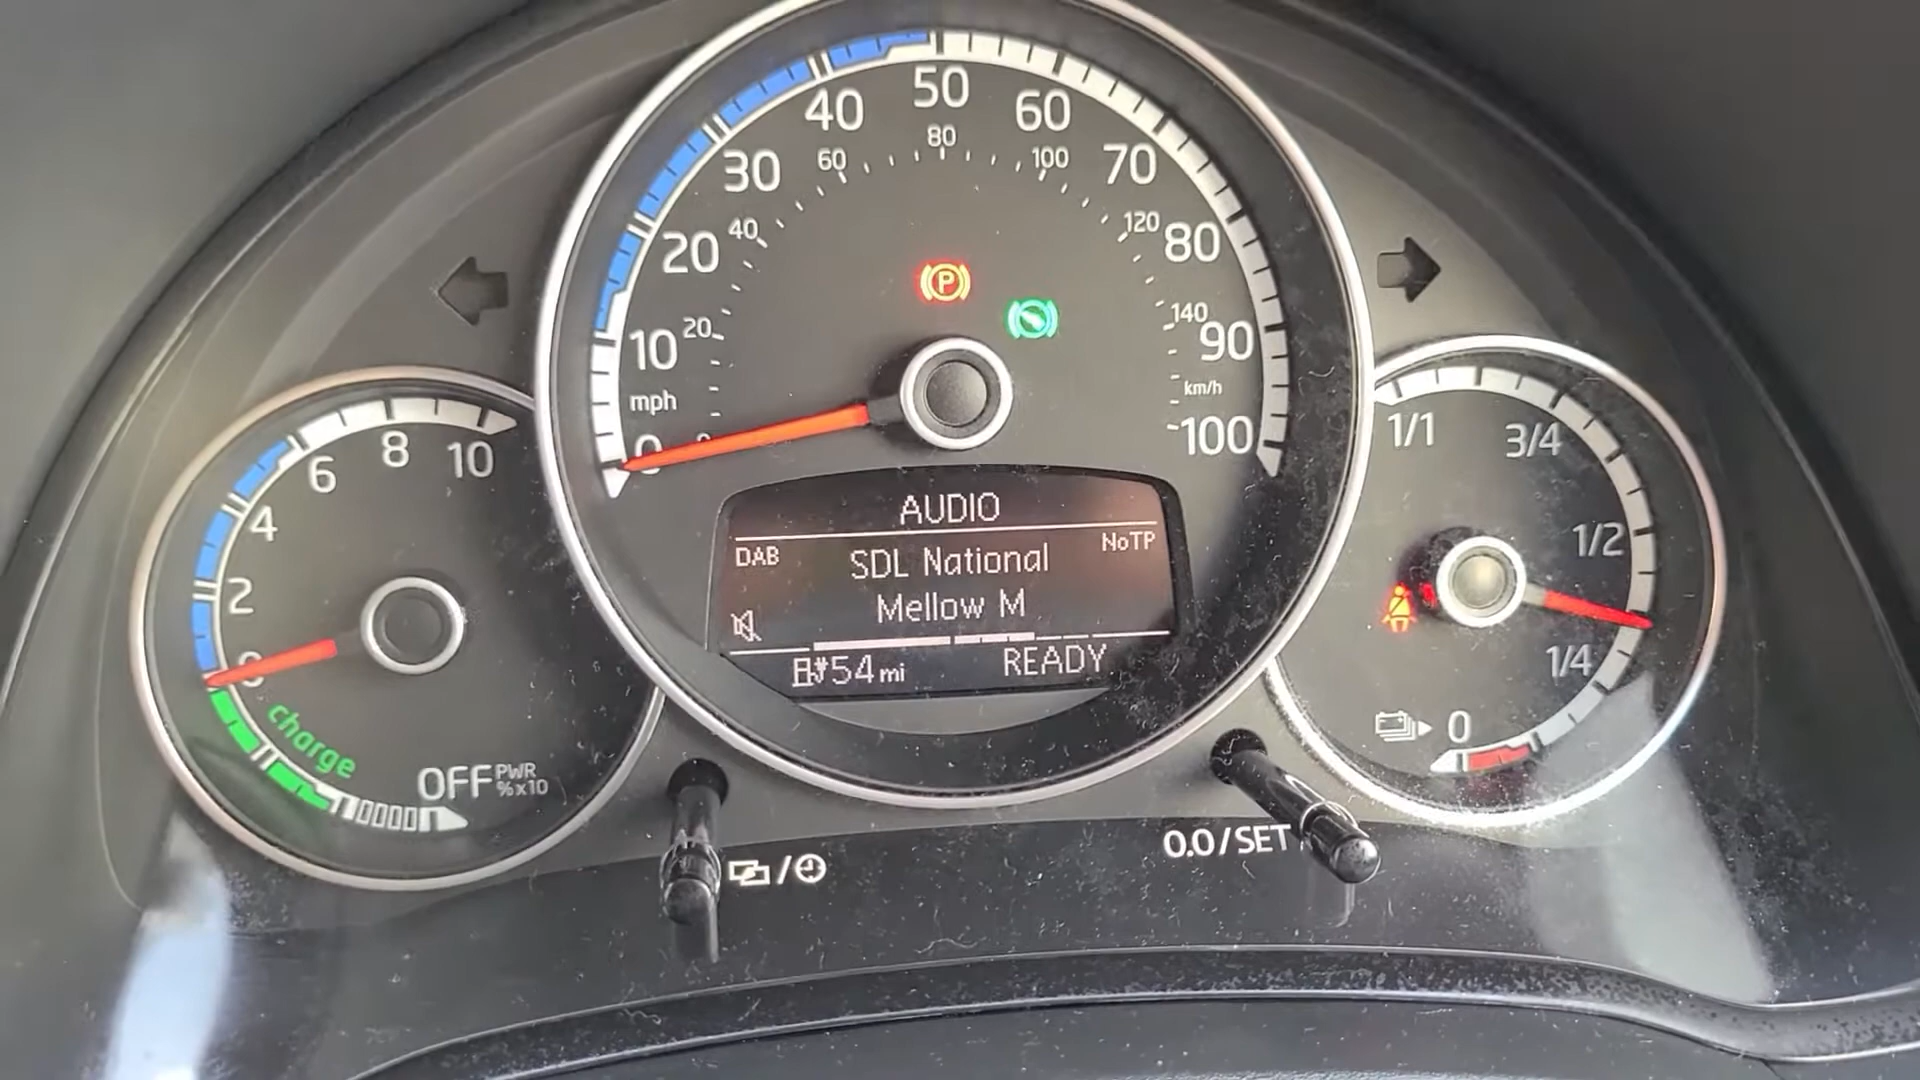 50
40
60
80
30
60
100
70
20
40
120
80
P
10
20
140
90
mph
km/h
0
0
100
6
8
10
4
2
0
charge
OFF
PWR
%x10
AUDIO
DAB
SDL National
NoTP
Mellow M
54 mi
READY
1/1
3/4
1/2
1/4
0
/
0.0/SET